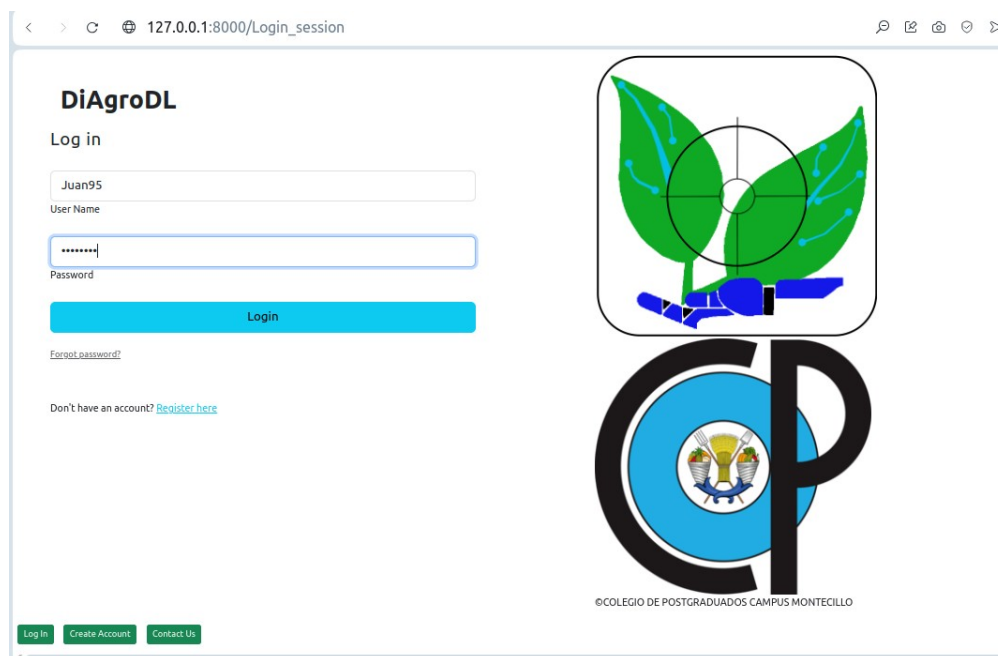 127.0.0.1:8000/Login_session
DiAgroDL
Log in
Juan95
User Name
••••••••
Password
Login
Forgot password?
Don't have an account? Register here
CP
©COLEGIO DE POSTGRADUADOS CAMPUS MONTECILLO
Log In Create Account Contact Us